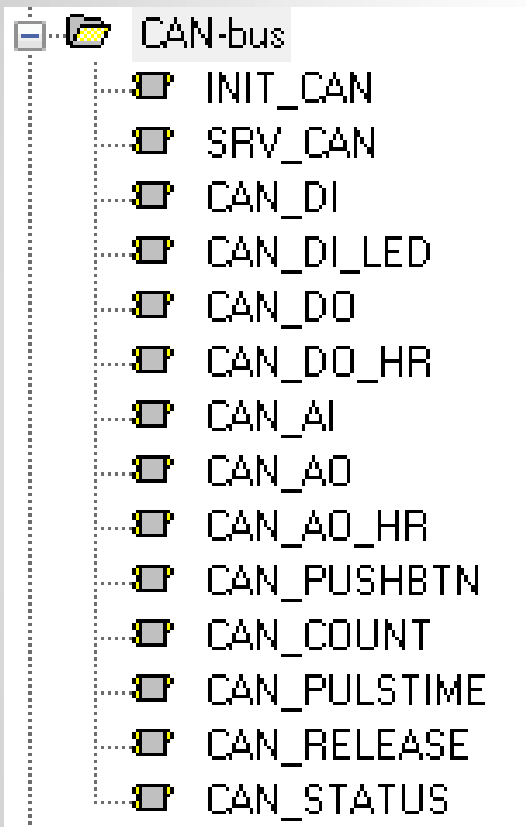 CAN-bus
INIT_CAN
SRV_CAN
CAN_DI
CAN_DI_LED
CAN_DO
CAN_DO_HR
CAN_AI
CAN_AO
CAN_AO_HR
CAN_PUSHBTN
CAN_COUNT
CAN_PULSTIME
CAN_RELEASE
CAN_STATUS